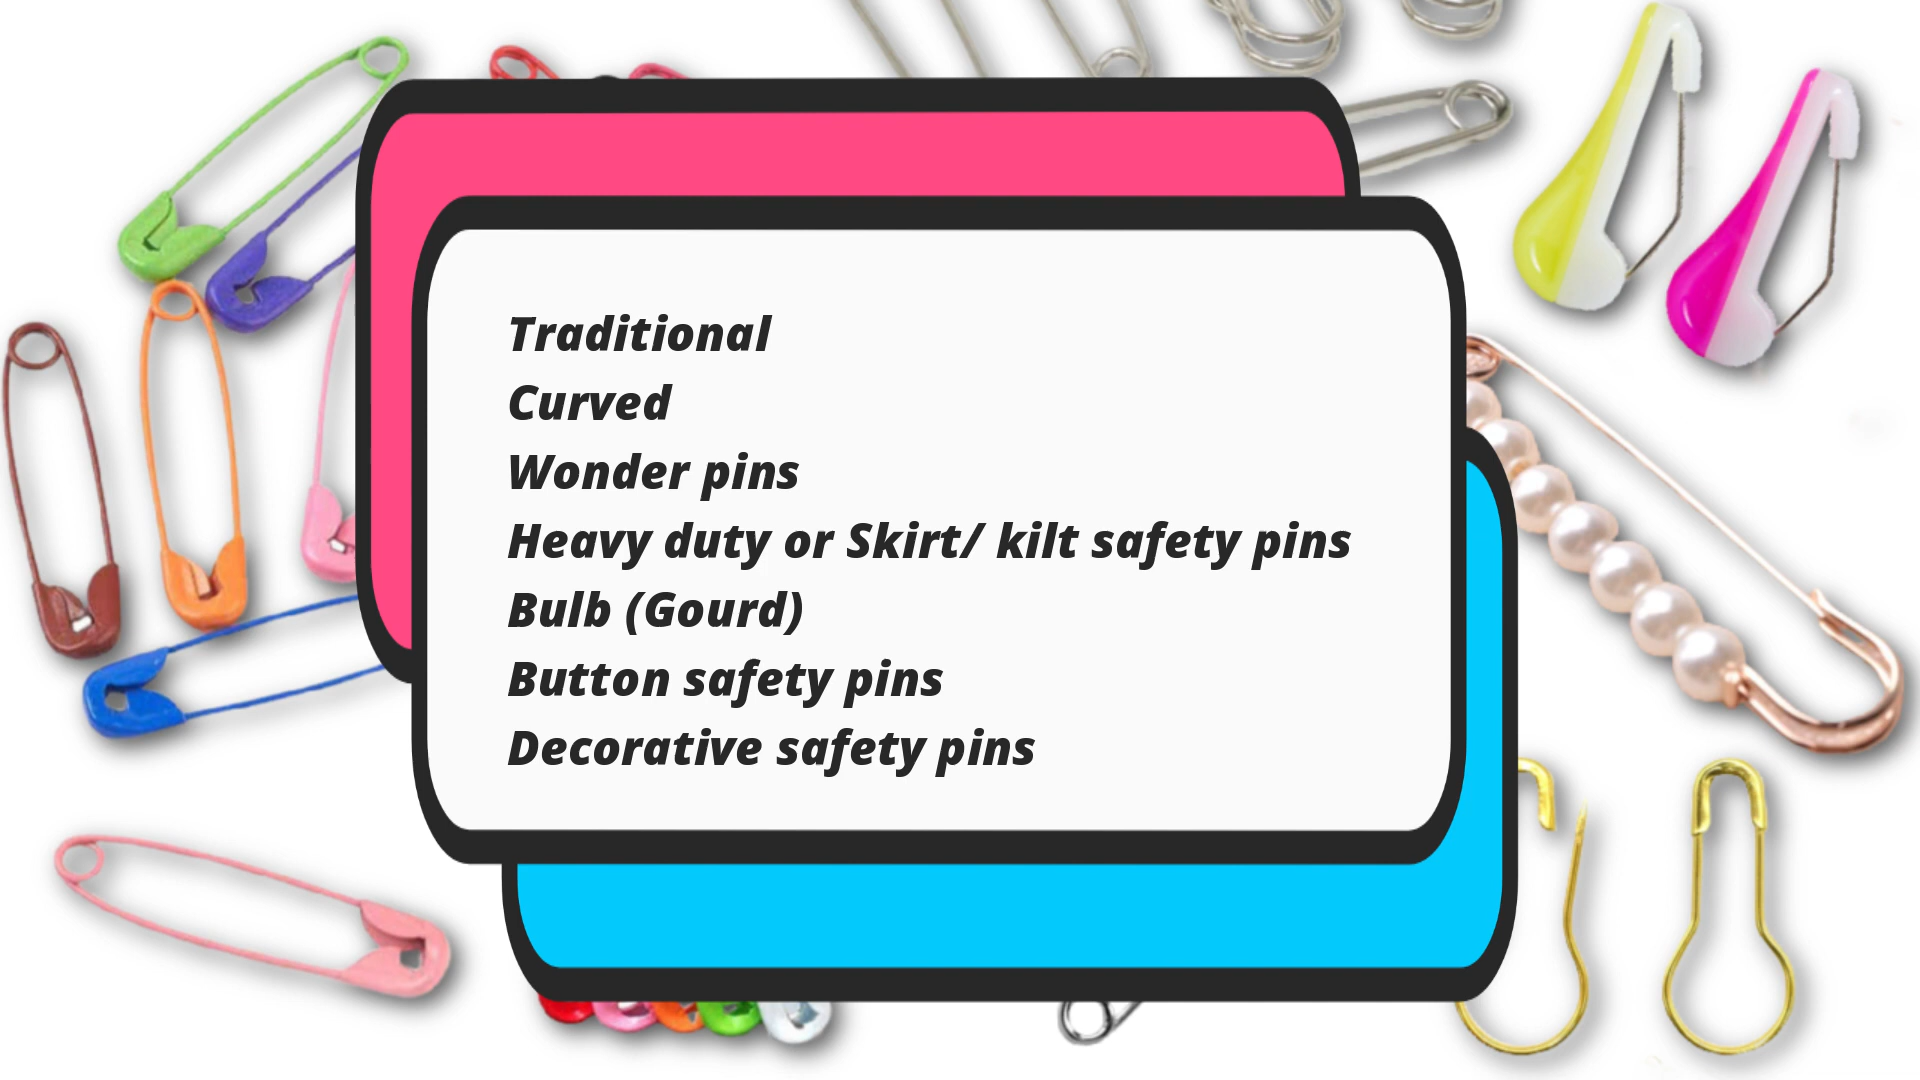 Traditional
Curved
Wonder pins
Heavy duty or Skirt/ kilt safety pins
Bulb (Gourd)
Button safety pins
Decorative safety pins